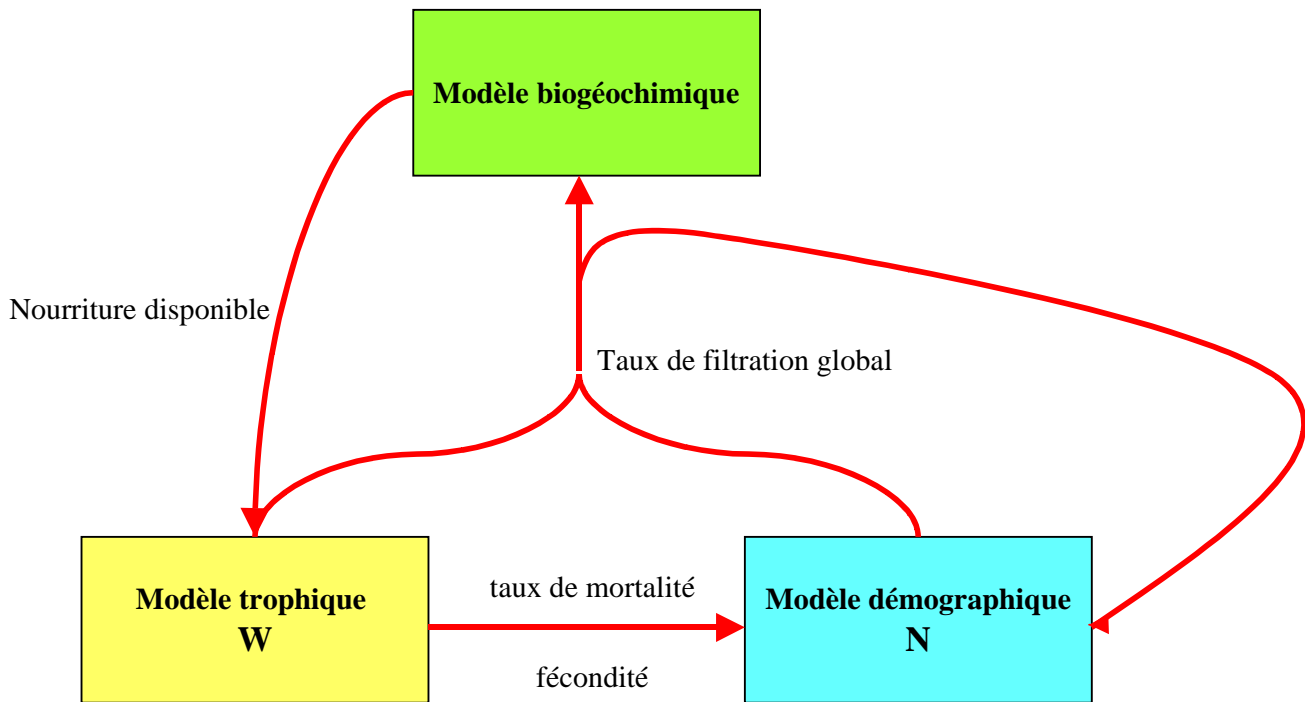 Modèle biogéochimique
Nourriture disponible
Taux de filtration global
Modèle trophique
W
taux de mortalité
fécondité
Modèle démographique
N